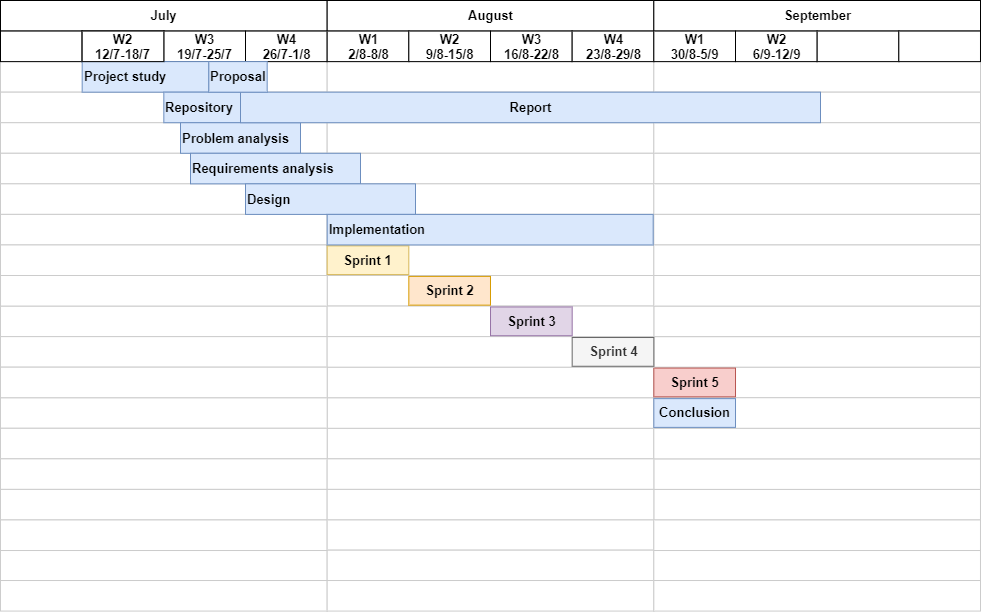 July
August
September
W2
12/7-18/7
W3
19/7-25/7
W4
26/7-1/8
W1
2/8-8/8
W2
9/8-15/8
W3
16/8-22/8
W4
23/8-29/8
W1
30/8-5/9
W2
6/9-12/9
Project study
Proposal
Repository
Report
Problem analysis
Requirements analysis
Design
Implementation
Sprint 1
Sprint 2
Sprint 3
Sprint 4
Sprint 5
Conclusion